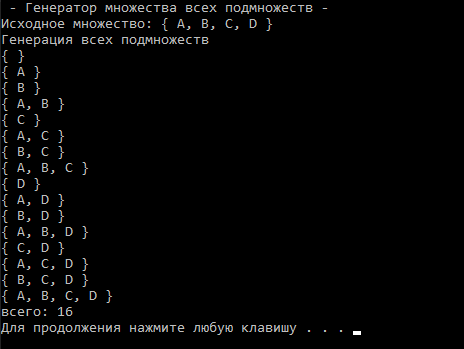 - Генератор множества всех подмножеств -
Исходное множество: { A, B, C, D }
Генерация всех подмножеств
{ }
{ A }
{ B }
{ A, B }
{ C }
{ A, C }
{ B, C }
{ A, B, C }
{ D }
{ A, D }
{ B, D }
{ A, B, D }
{ C, D }
{ A, C, D }
{ B, C, D }
{ A, B, C, D }
всего: 16
Для продолжения нажмите любую клавишу . . .